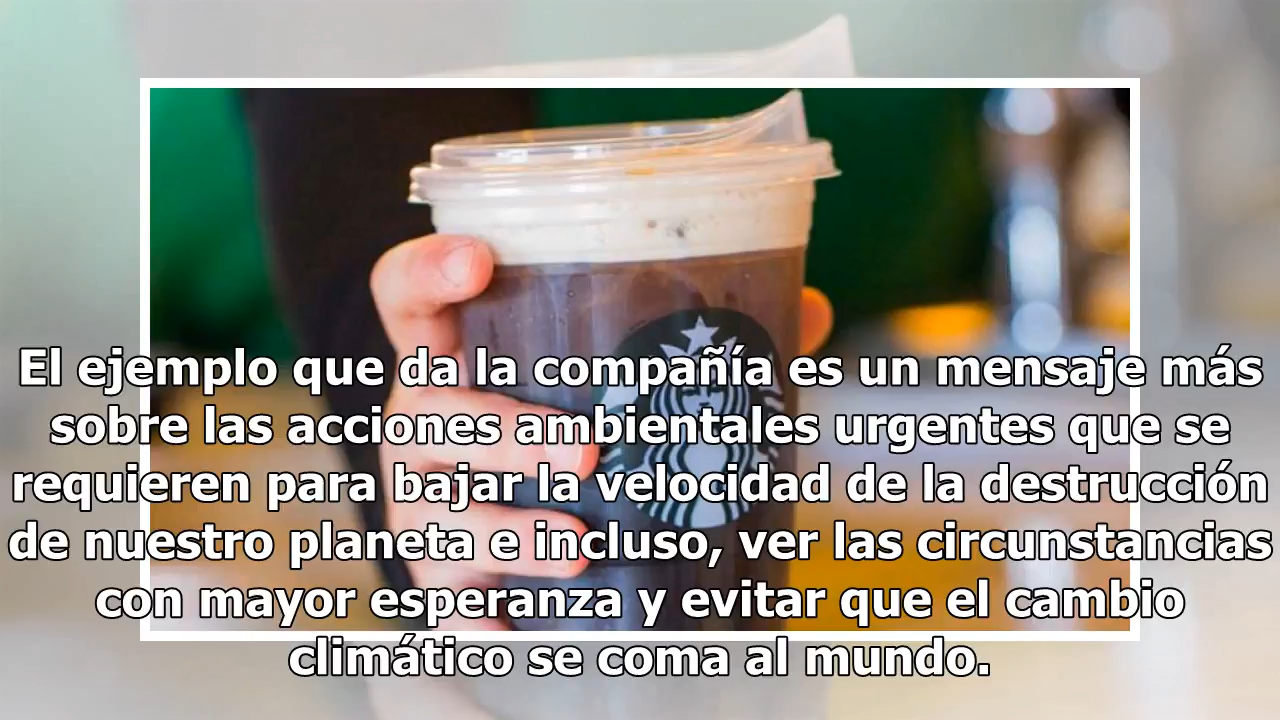 El ejemplo que da la compañía es un mensaje más
sobre las acciones ambientales urgentes que se
requieren para bajar la velocidad de la destrucción
de nuestro planeta e incluso, ver las circunstancias
con mayor esperanza y evitar que el cambio
climático se coma al mundo.